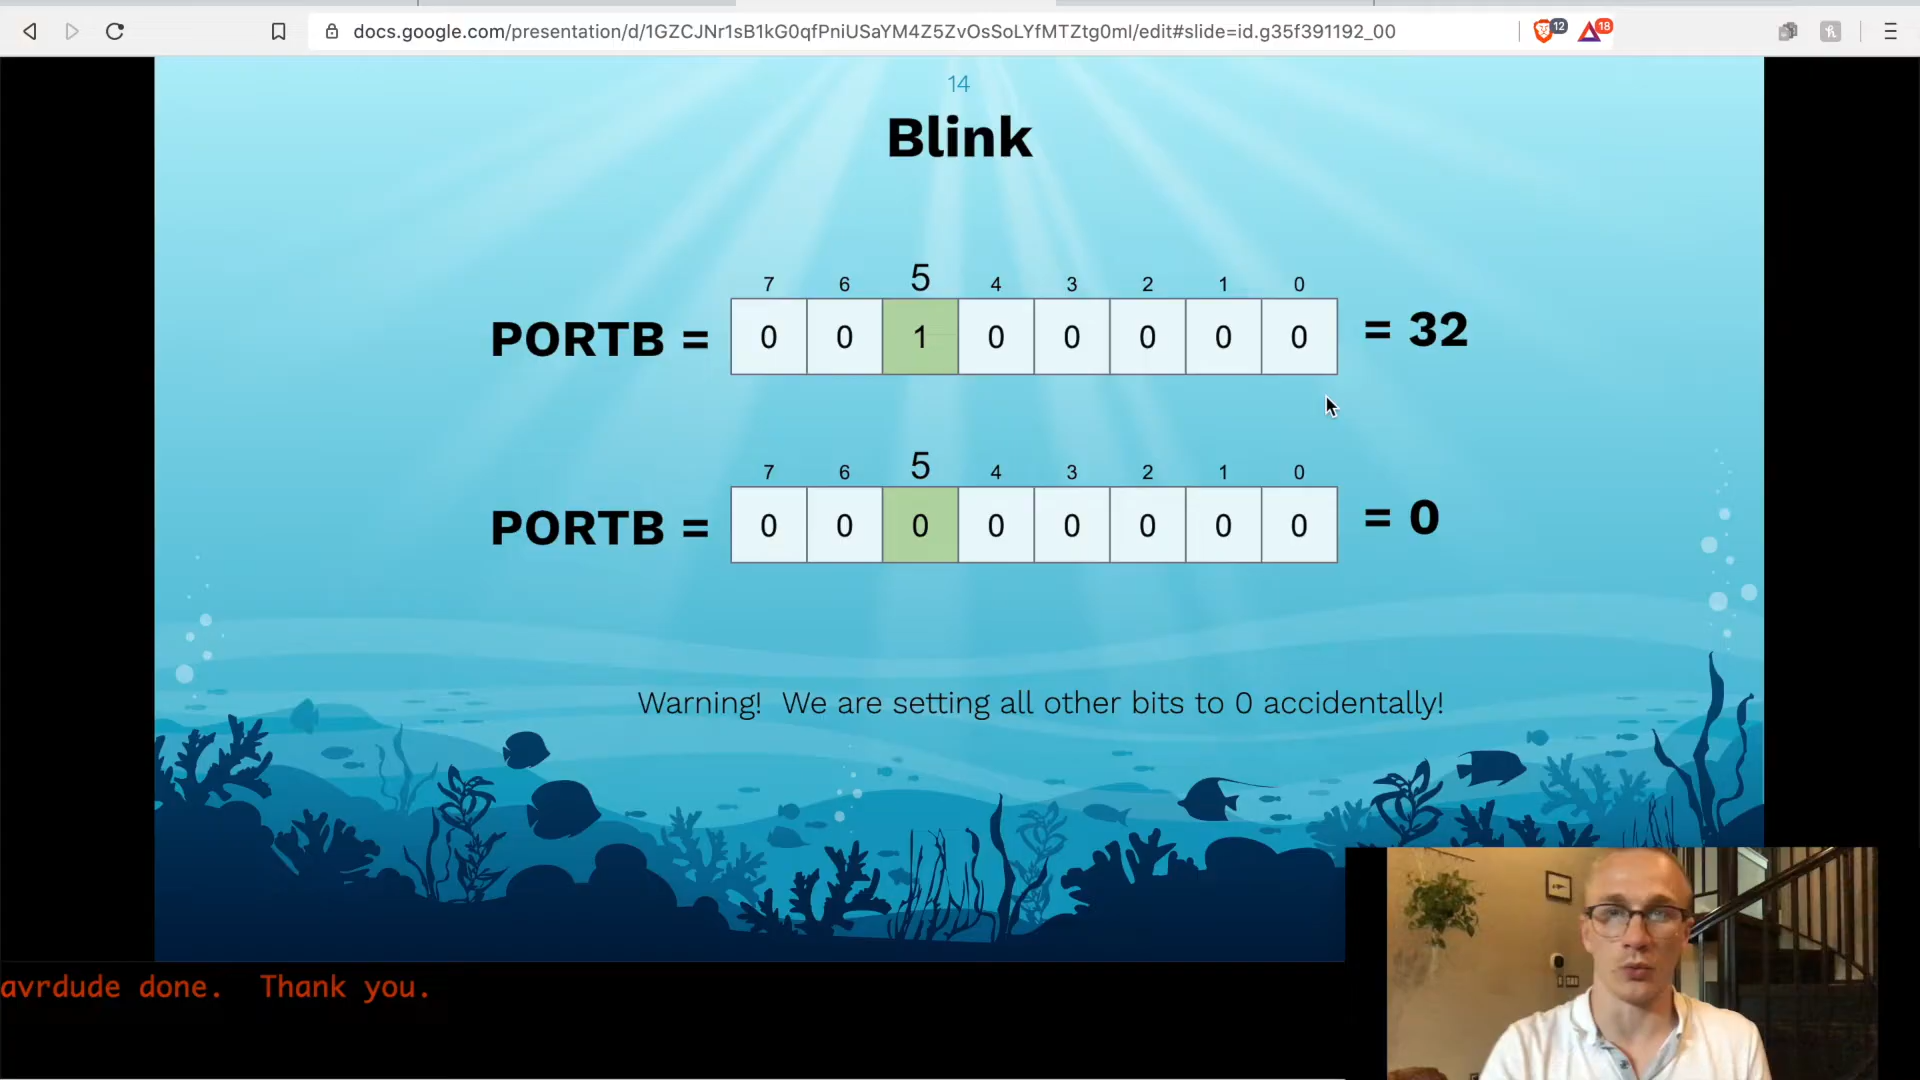 docs.google.com/presentation/d/1GZCJNr1sB1kG0qfPniUSaYM4Z5ZvOsSoLYfMTZtg0mI/edit#slide=id.g35f391192_00
12
18
14
Blink
7 6 5 4 3 2 1 0
PORTB = 0 0 1 0 0 0 0 0 = 32
7 6 5 4 3 2 1 0
PORTB = 0 0 0 0 0 0 0 0 = 0
Warning! We are setting all other bits to 0 accidentally!
avrdude done. Thank you.